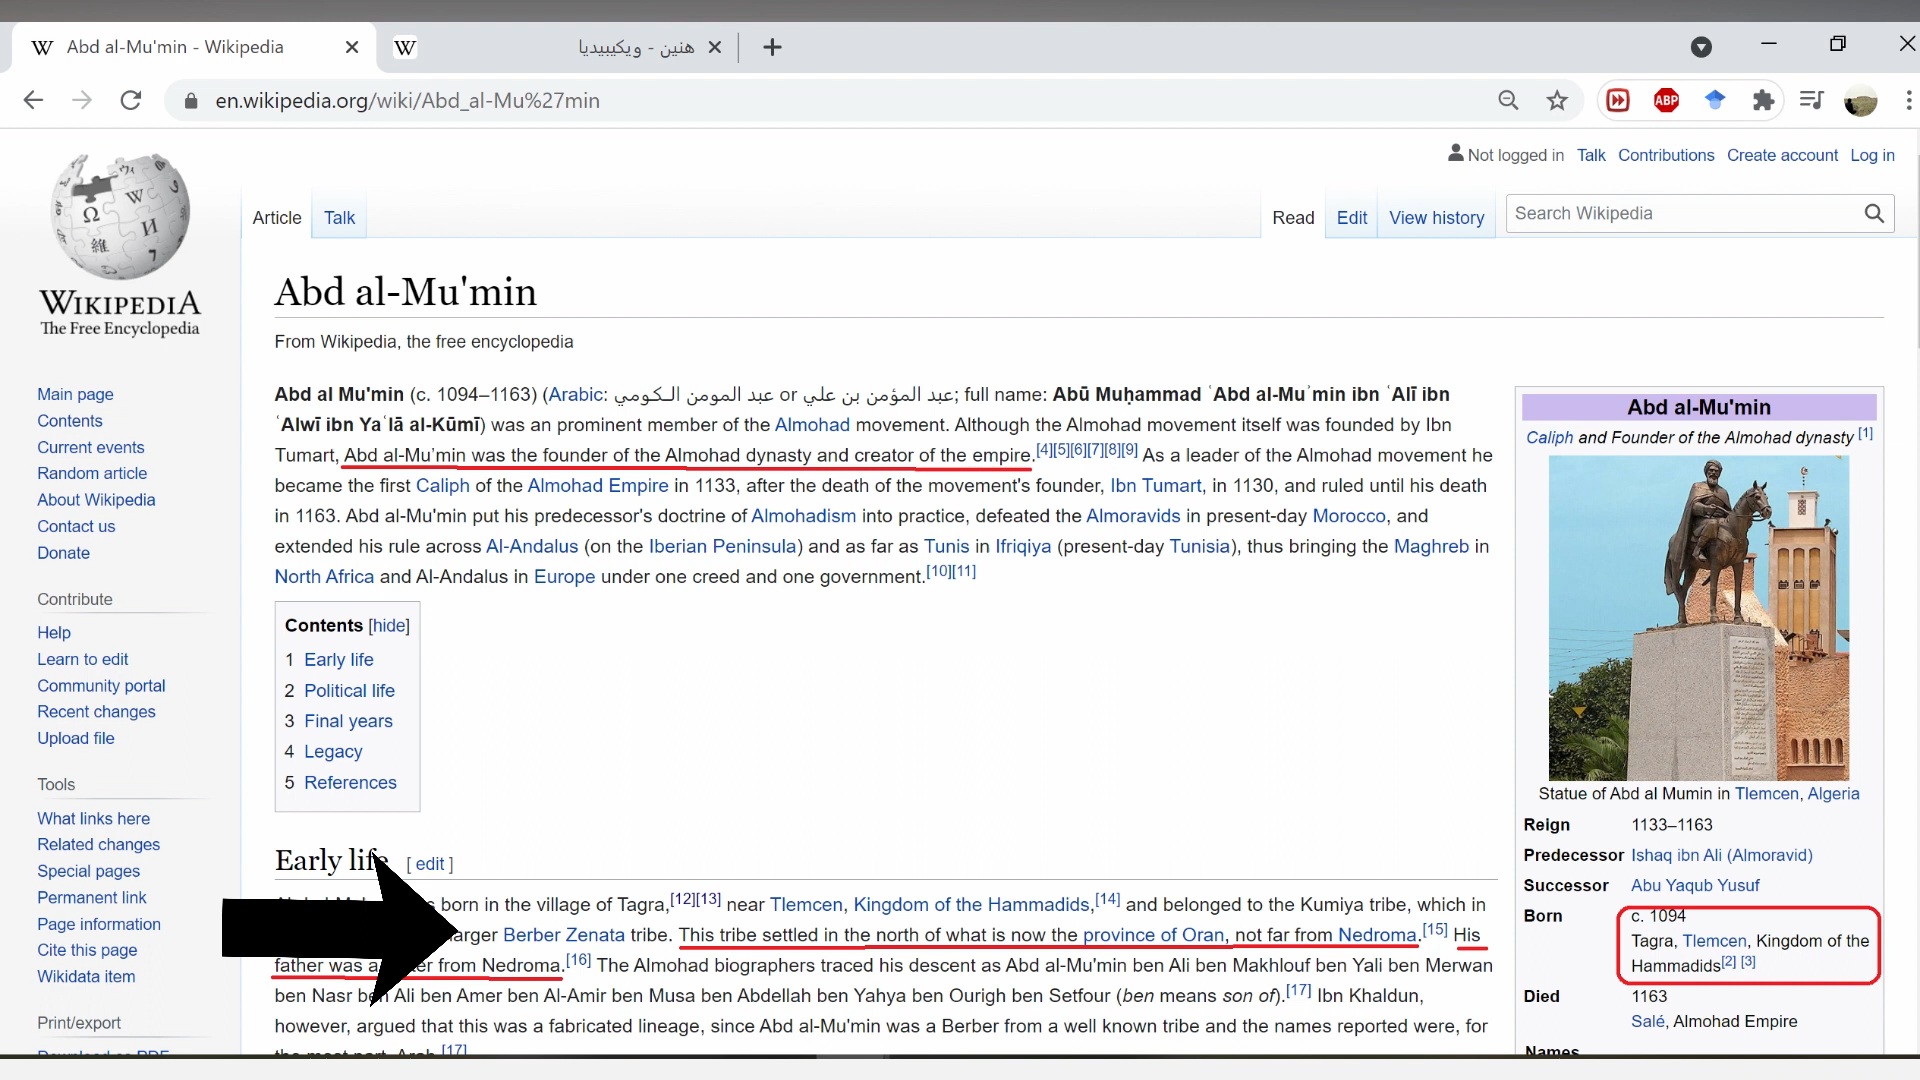 Abd al-Mu'min - Wikipedia
هنين - ويكيبيديا
en.wikipedia.org/wiki/Abd_al-Mu%27min
ABP
Not logged in Talk Contributions Create account Log in
Article Talk
Read Edit View history
Search Wikipedia
WIKIPEDIA
The Free Encyclopedia
Main page
Contents
Current events
Random article
About Wikipedia
Contact us
Donate
Contribute
Help
Learn to edit
Community portal
Recent changes
Upload file
Tools
What links here
Related changes
Special pages
Permanent link
Page information
Cite this page
Wikidata item
Print/export
Download as PDF
Abd al-Mu'min
From Wikipedia, the free encyclopedia
Abd al Mu'min (c. 1094–1163) (Arabic: عبد المومن الـكـومي or عبد المؤمن بن علي; full name: Abū Muḥammad ʿAbd al-Muʾmin ibn ʿAlī ibn
ʿAlwī ibn Yaʿlā al-Kūmī) was an prominent member of the Almohad movement. Although the Almohad movement itself was founded by Ibn
Tumart, Abd al-Mu'min was the founder of the Almohad dynasty and creator of the empire.[4][5][6][7][8][9] As a leader of the Almohad movement he
became the first Caliph of the Almohad Empire in 1133, after the death of the movement's founder, Ibn Tumart, in 1130, and ruled until his death
in 1163. Abd al-Mu'min put his predecessor's doctrine of Almohadism into practice, defeated the Almoravids in present-day Morocco, and
extended his rule across Al-Andalus (on the Iberian Peninsula) and as far as Tunis in Ifriqiya (present-day Tunisia), thus bringing the Maghreb in
North Africa and Al-Andalus in Europe under one creed and one government.[10][11]
Contents [hide]
1 Early life
2 Political life
3 Final years
4 Legacy
5 References
Early life [ edit ]
born in the village of Tagra,[12][13] near Tlemcen, Kingdom of the Hammadids,[14] and belonged to the Kumiya tribe, which in
larger Berber Zenata tribe. This tribe settled in the north of what is now the province of Oran, not far from Nedroma.[15] His
father was a er from Nedroma.[16] The Almohad biographers traced his descent as Abd al-Mu'min ben Ali ben Makhlouf ben Yali ben Merwan
ben Nasr ben Ali ben Amer ben Al-Amir ben Musa ben Abdellah ben Yahya ben Ourigh ben Setfour (ben means son of).[17] Ibn Khaldun,
however, argued that this was a fabricated lineage, since Abd al-Mu'min was a Berber from a well known tribe and the names reported were, for
the most part, Arab.[17]
Abd al-Mu'min
Caliph and Founder of the Almohad dynasty [1]
Statue of Abd al Mumin in Tlemcen, Algeria
Reign 1133–1163
Predecessor Ishaq ibn Ali (Almoravid)
Successor Abu Yaqub Yusuf
Born c. 1094
Tagra, Tlemcen, Kingdom of the
Hammadids[2] [3]
Died 1163
Salé, Almohad Empire
Names